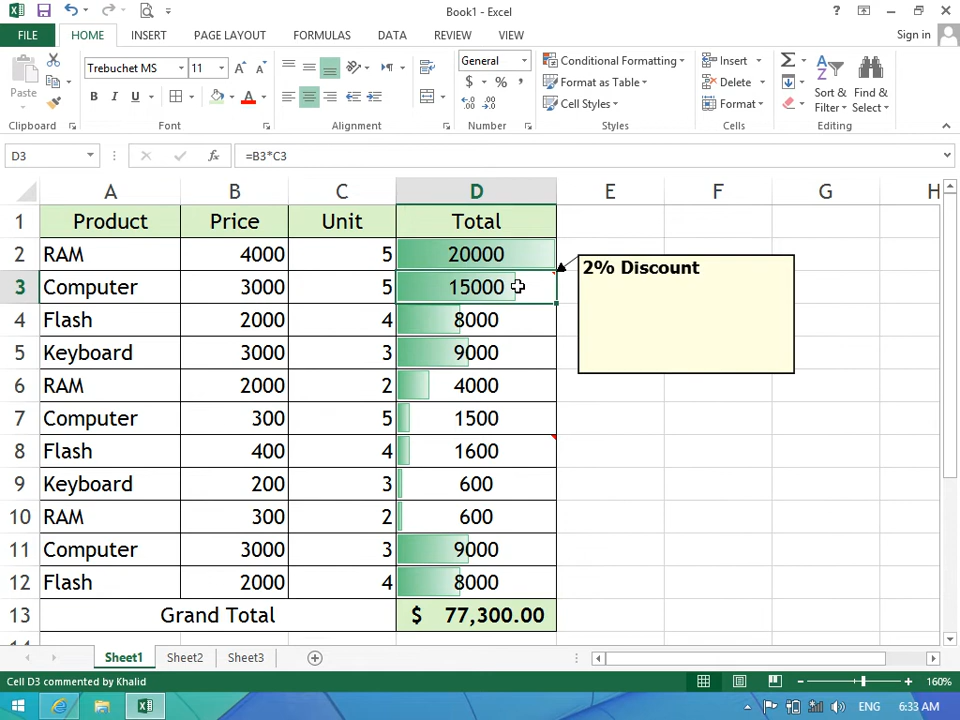 Book1 - Excel
FILE HOME INSERT PAGE LAYOUT FORMULAS DATA REVIEW VIEW Sign in
Paste
Clipboard
Trebuchet MS 11
B I U
Font
Alignment
General
$ % ,
Number
Conditional Formatting
Format as Table
Cell Styles
Styles
Insert
Delete
Format
Cells
Sort & Filter
Find & Select
Editing
D3 fx =B3*C3
A B C D E F G H
1 Product Price Unit Total
2 RAM 4000 5 20000
3 Computer 3000 5 15000
2% Discount
4 Flash 2000 4 8000
5 Keyboard 3000 3 9000
6 RAM 2000 2 4000
7 Computer 300 5 1500
8 Flash 400 4 1600
9 Keyboard 200 3 600
10 RAM 300 2 600
11 Computer 3000 3 9000
12 Flash 2000 4 8000
13 Grand Total $ 77,300.00
Sheet1 Sheet2 Sheet3
Cell D3 commented by Khalid 160%
ENG 6:33 AM